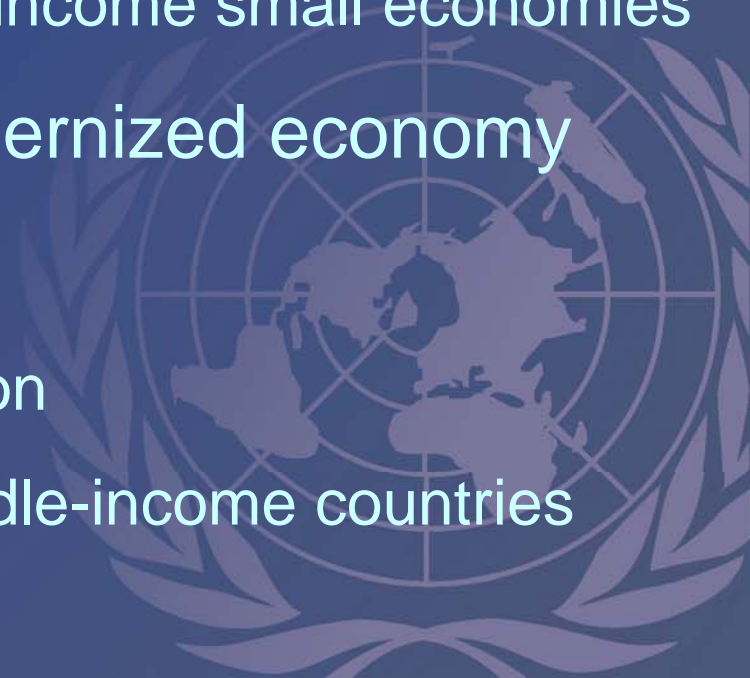 income small economies
ernized economy
on
dle-income countries